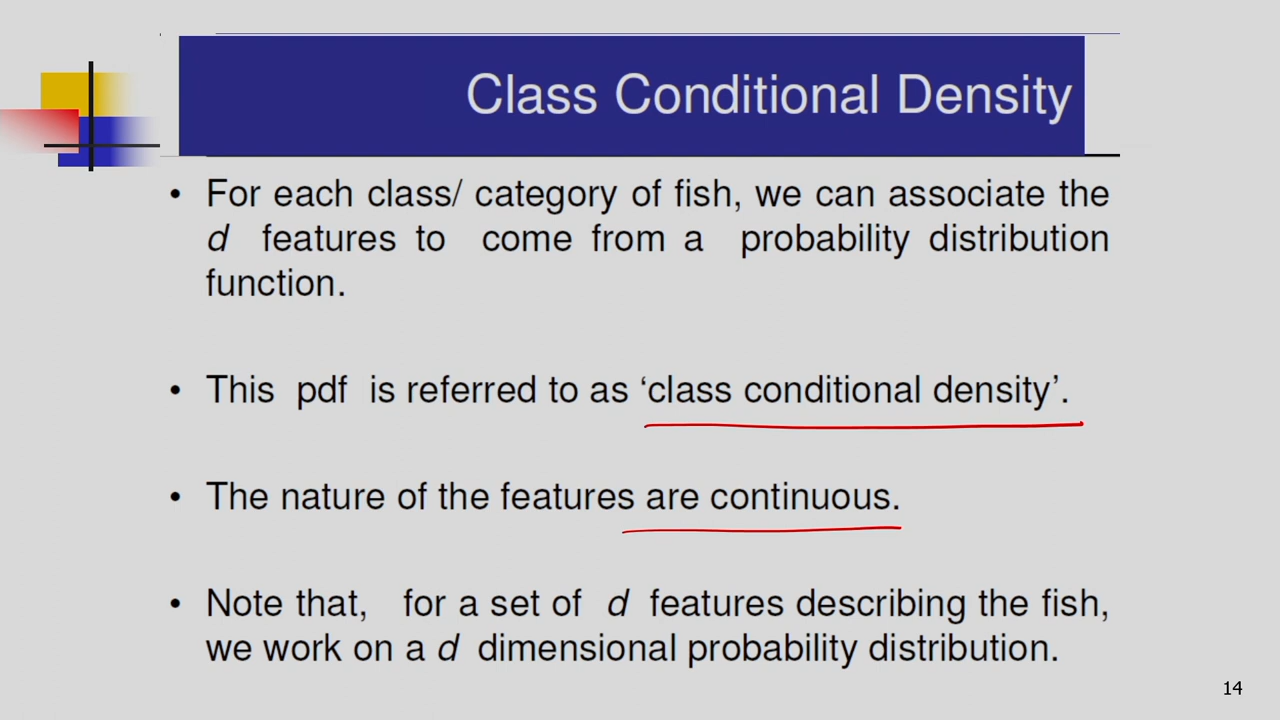 Class Conditional Density
• For each class/ category of fish, we can associate the
d features to come from a probability distribution
function.
• This pdf is referred to as ‘class conditional density’.
• The nature of the features are continuous.
• Note that, for a set of d features describing the fish,
we work on a d dimensional probability distribution.
14